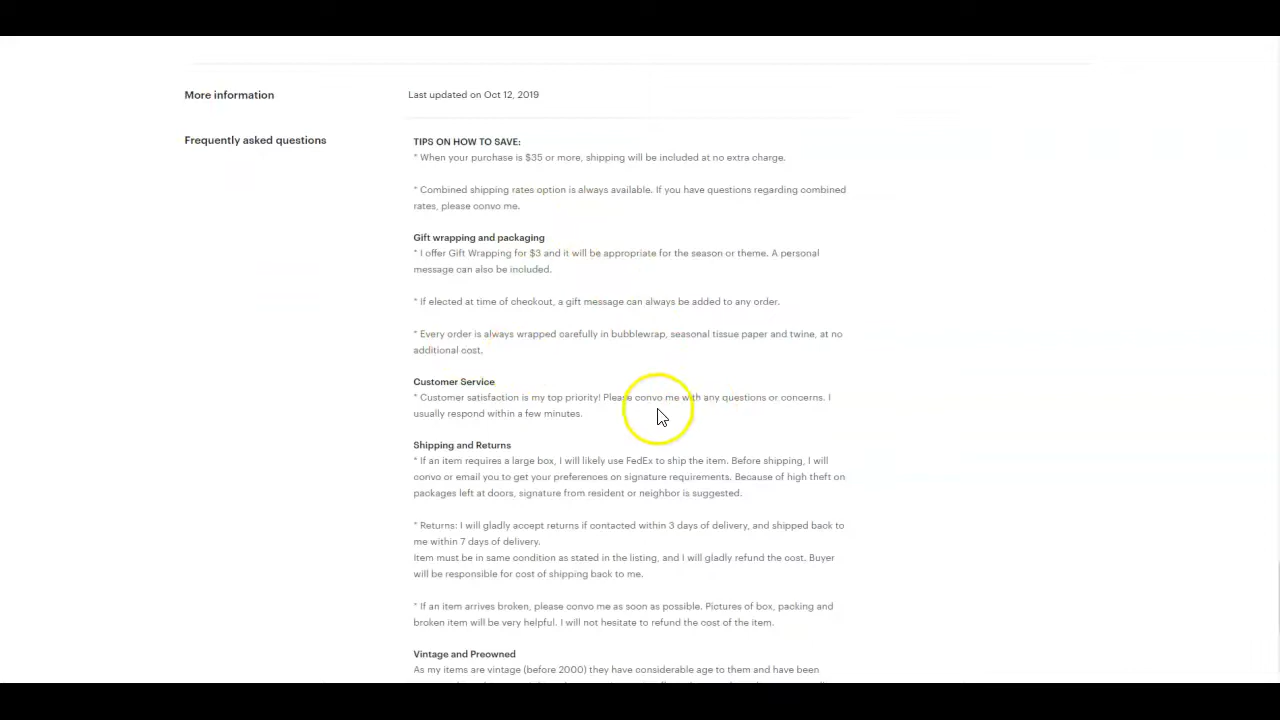 More information
Last updated on Oct 12, 2019
Frequently asked questions
TIPS ON HOW TO SAVE:
* When your purchase is $35 or more, shipping will be included at no extra charge.
* Combined shipping rates option is always available. If you have questions regarding combined
rates, please convo me.
Gift wrapping and packaging
* I offer Gift Wrapping for $3 and it will be appropriate for the season or theme. A personal
message can also be included.
* If elected at time of checkout, a gift message can always be added to any order.
* Every order is always wrapped carefully in bubblewrap, seasonal tissue paper and twine, at no
additional cost.
Customer Service
* Customer satisfaction is my top priority! Please convo me with any questions or concerns. I
usually respond within a few minutes.
Shipping and Returns
* If an item requires a large box, I will likely use FedEx to ship the item. Before shipping, I will
convo or email you to get your preferences on signature requirements. Because of high theft on
packages left at doors, signature from resident or neighbor is suggested.
* Returns: I will gladly accept returns if contacted within 3 days of delivery, and shipped back to
me within 7 days of delivery.
Item must be in same condition as stated in the listing, and I will gladly refund the cost. Buyer
will be responsible for cost of shipping back to me.
* If an item arrives broken, please convo me as soon as possible. Pictures of box, packing and
broken item will be very helpful. I will not hesitate to refund the cost of the item.
Vintage and Preowned
As my items are vintage (before 2000) they have considerable age to them and have been